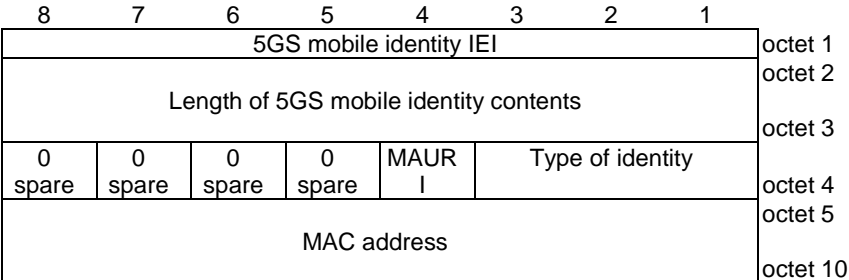 8 7 6 5 4 3 2 1
5GS mobile identity IEI octet 1
octet 2
Length of 5GS mobile identity contents
octet 3
0 0 0 0 MAUR Type of identity
spare spare spare spare I octet 4
octet 5
MAC address
octet 10